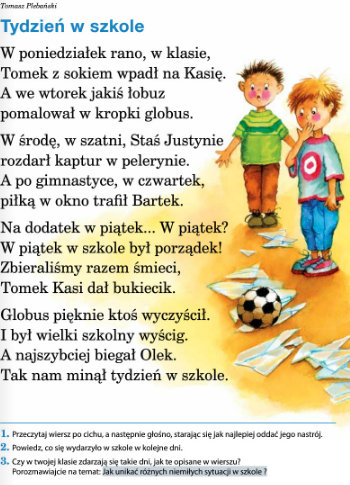 Tomasz Plebański
Tydzień w szkole
W poniedziałek rano, w klasie,
Tomek z sokiem wpadł na Kasię.
A we wtorek jakiś łobuz
pomalował w kropki globus.
W środę, w szatni, Staś Justynie
rozdarł kaptur w pelerynie.
A po gimnastyce, w czwartek,
piłką w okno trafił Bartek.
Na dodatek w piątek... W piątek?
W piątek w szkole był porządek!
Zbieraliśmy razem śmieci,
Tomek Kasi dał bukiecik.
Globus pięknie ktoś wyczyścił.
I był wielki szkolny wyścig.
A najszybciej biegał Olek.
Tak nam minął tydzień w szkole.
1. Przeczytaj wiersz po cichu, a następnie głośno, starając się jak najlepiej oddać jego nastrój.
2. Powiedz, co się wydarzyło w szkole w kolejne dni.
3. Czy w twojej klasie zdarzają się takie dni, jak te opisane w wierszu?
Porozmawiajcie na temat: Jak unikać różnych niemiłych sytuacji w szkole ?